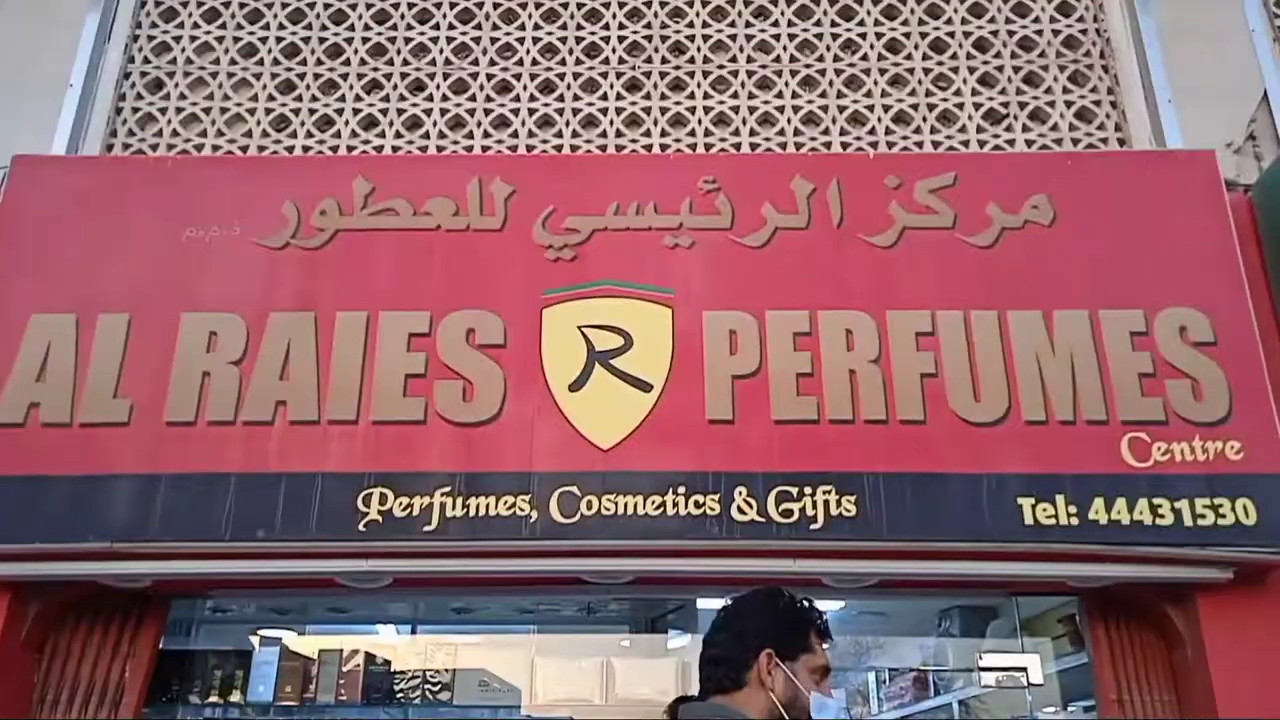 مركز الرئيسي للعطور ذ.م.م
AL RAIES R PERFUMES
Centre
Perfumes, Cosmetics & Gifts
Tel: 44431530